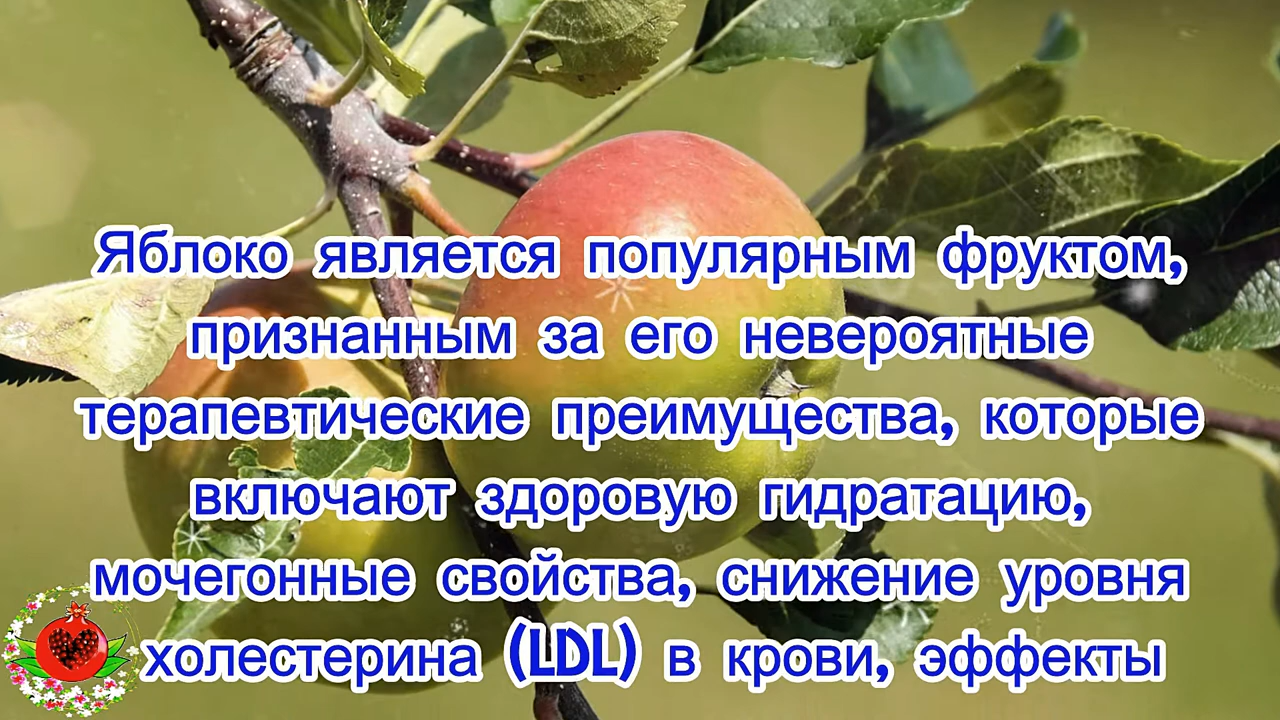 Яблоко является популярным фруктом,
признанным за его невероятные
терапевтические преимущества, которые
включают здоровую гидратацию,
мочегонные свойства, снижение уровня
холестерина (LDL) в крови, эффекты